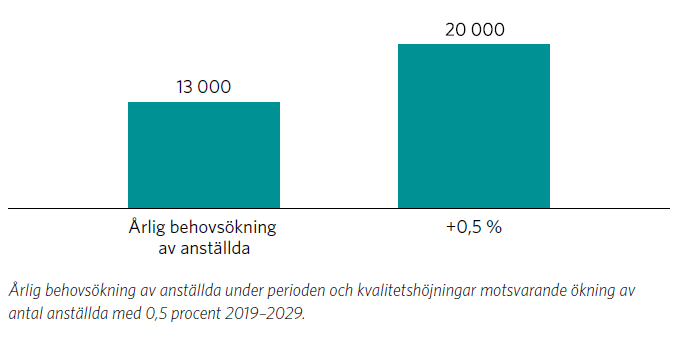 20 000
13 000
Årlig behovsökning
av anställda
+0,5 %
Årlig behovsökning av anställda under perioden och kvalitetshöjningar motsvarande ökning av
antal anställda med 0,5 procent 2019–2029.